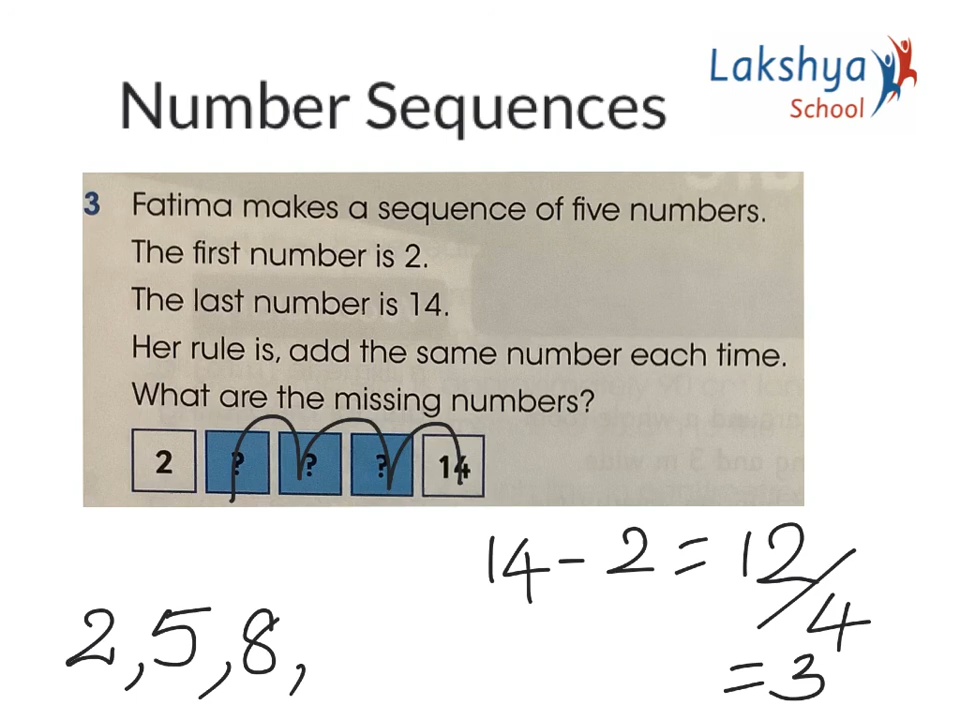 Lakshya
School
Number Sequences
3 Fatima makes a sequence of five numbers.
The first number is 2.
The last number is 14.
Her rule is, add the same number each time.
What are the missing numbers?
2 ? ? ? 14
14 - 2 = 12/4
= 3
2, 5, 8,